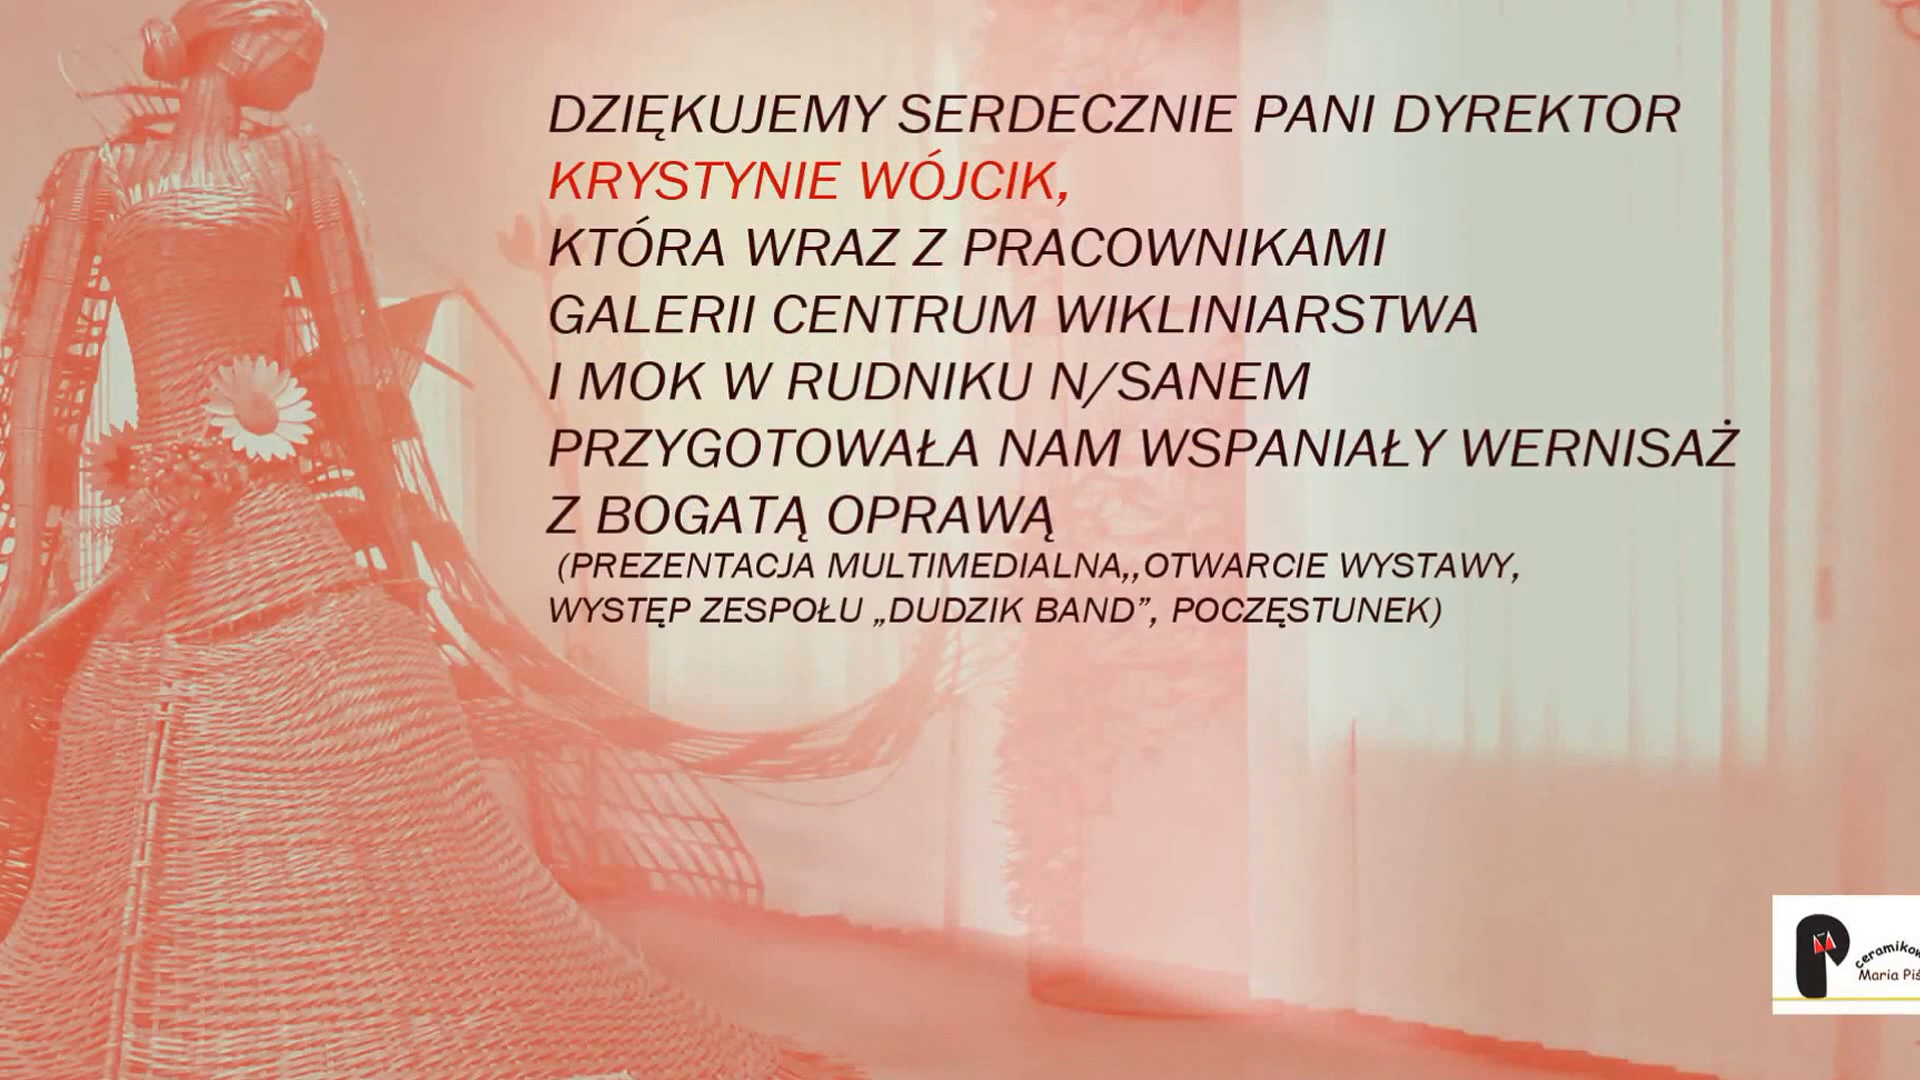 DZIĘKUJEMY SERDECZNIE PANI DYREKTOR
KRYSTYNIE WÓJCIK,
KTÓRA WRAZ Z PRACOWNIKAMI
GALERII CENTRUM WIKLINIARSTWA
I MOK W RUDNIKU N/SANEM
PRZYGOTOWAŁA NAM WSPANIAŁY WERNISAŻ
Z BOGATĄ OPRAWĄ
(PREZENTACJA MULTIMEDIALNA,,OTWARCIE WYSTAWY,
WYSTĘP ZESPOŁU „DUDZIK BAND”, POCZĘSTUNEK)
Maria